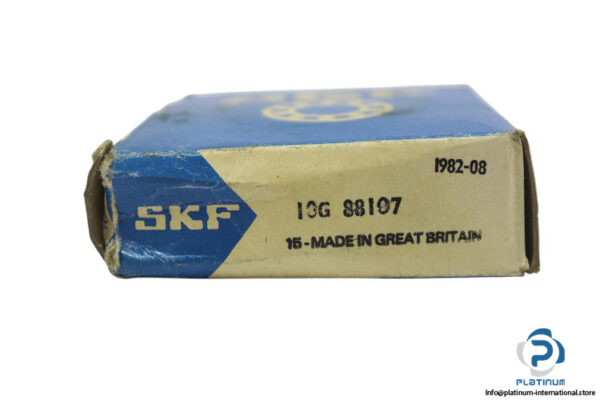 1982-08
SKF
10G 88107
15-MADE IN GREAT BRITAIN
PLATINUM
Info@platinum-international.store